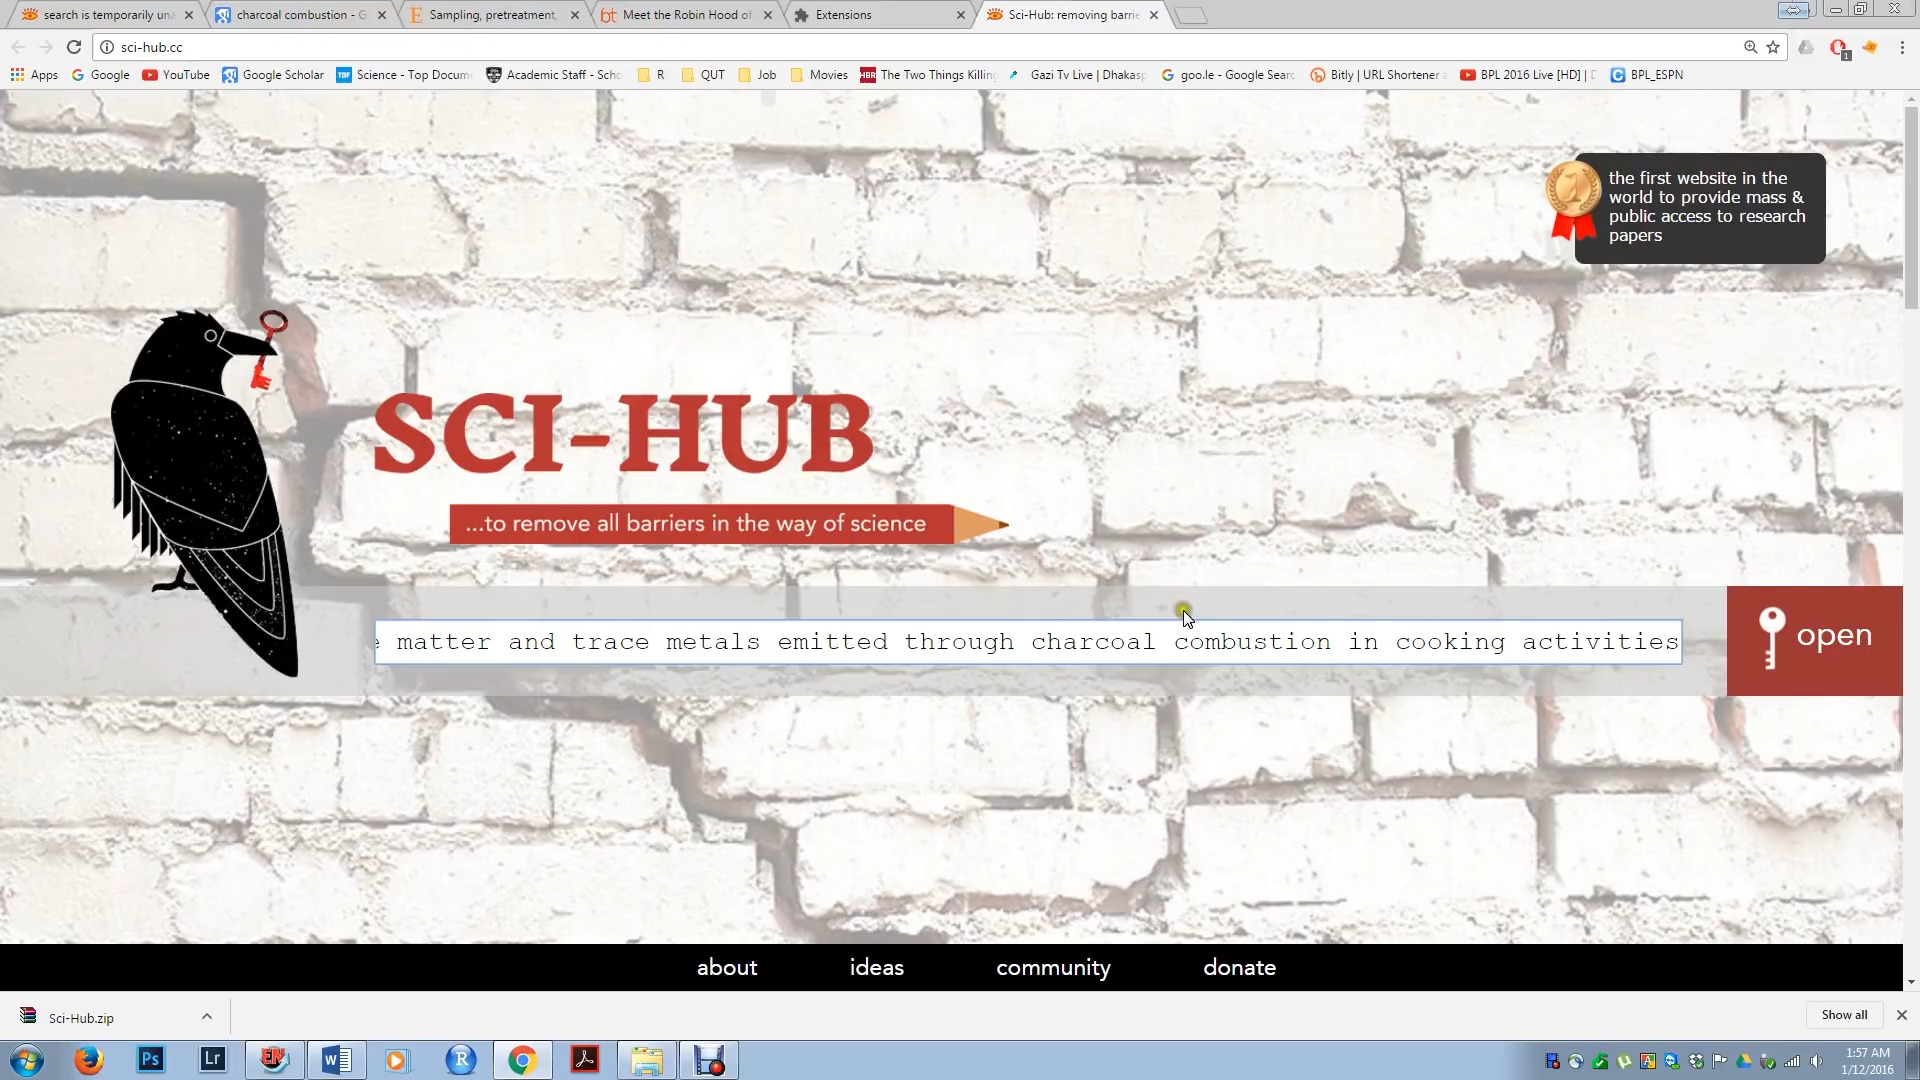 search is temporarily una
charcoal combustion - G
Sampling, pretreatment,
Meet the Robin Hood of
Extensions
Sci-Hub: removing barrie
sci-hub.cc
1
Apps
Google
YouTube
Google Scholar
Science - Top Docum
Academic Staff - Scho
R
QUT
Job
Movies
The Two Things Killing
Gazi Tv Live | Dhakas
goo.le - Google Searc
Bitly | URL Shortener a
BPL 2016 Live [HD] |
BPL_ESPN
the first website in the
world to provide mass &
public access to research
papers
SCI-HUB
...to remove all barriers in the way of science
matter and trace metals emitted through charcoal combustion in cooking activities
open
about
ideas
community
donate
Sci-Hub.zip
Show all
Ps
Lr
EN
W
R
1:57 AM
1/12/2016